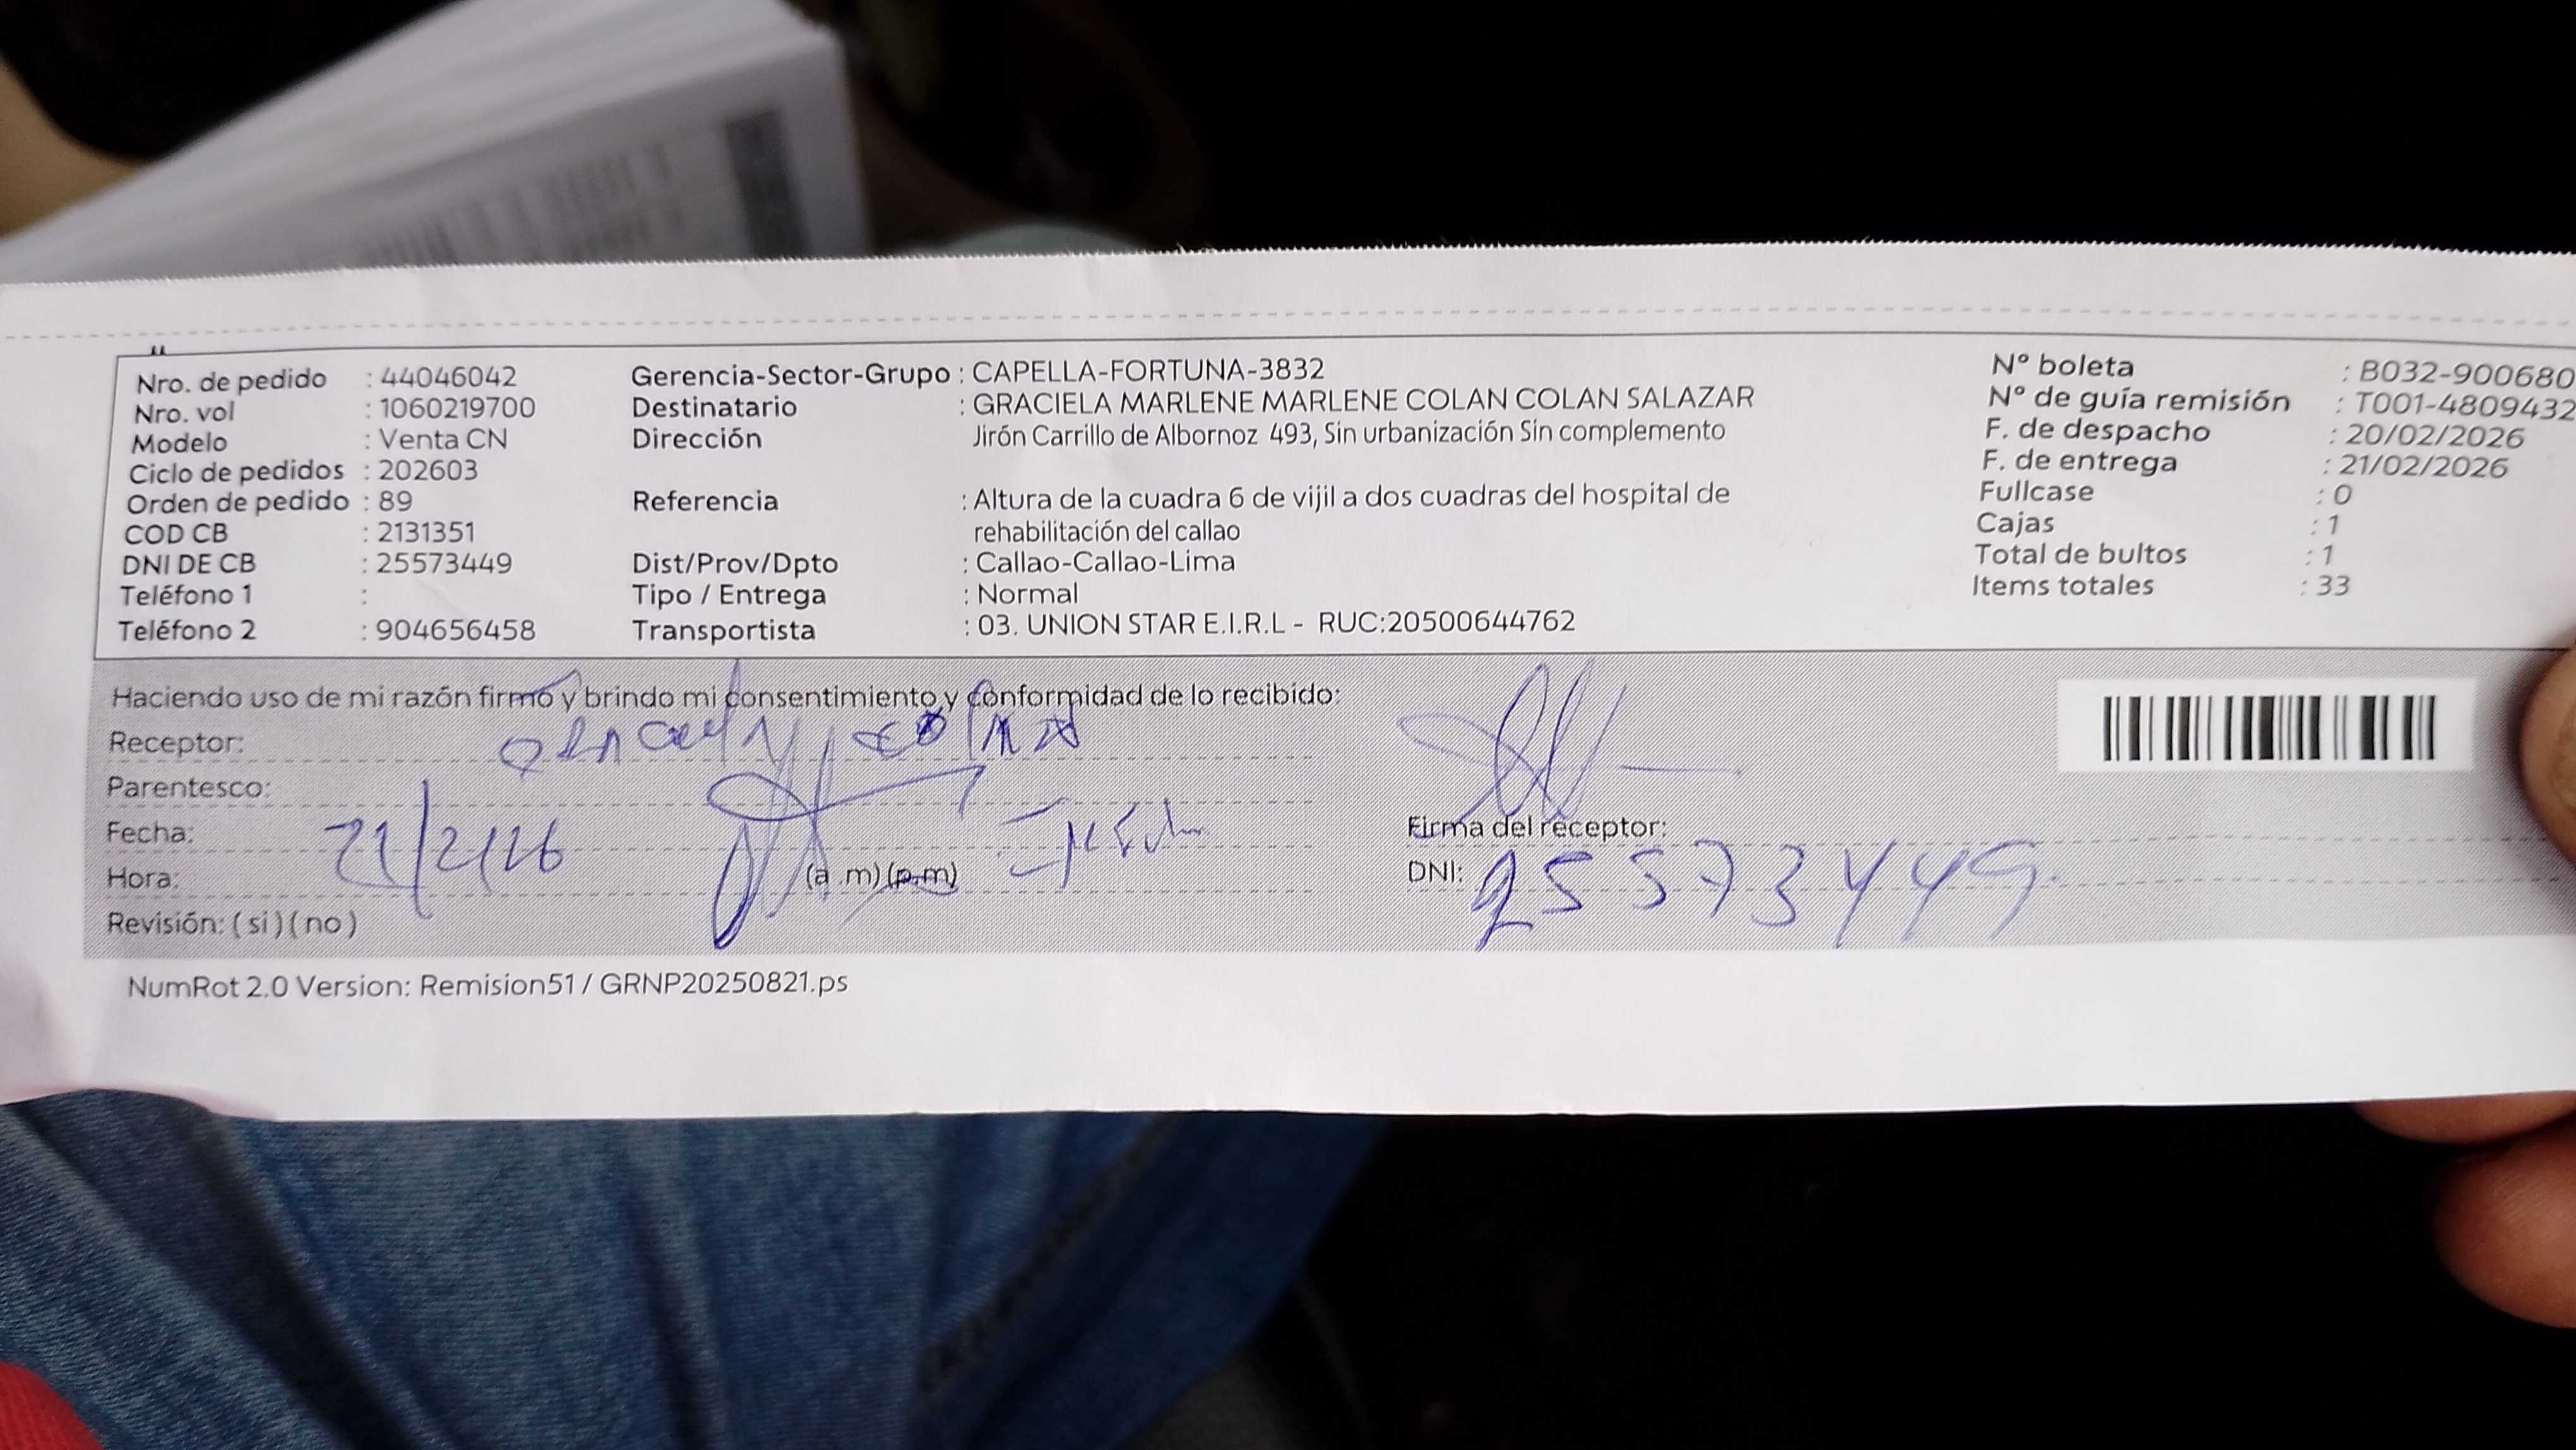 Nro. de pedido : 44046042 Gerencia-Sector-Grupo : CAPELLA-FORTUNA-3832 N° boleta : B032-900680
Nro. vol : 1060219700 Destinatario : GRACIELA MARLENE MARLENE COLAN COLAN SALAZAR N° de guía remisión : T001-4809432
Modelo : Venta CN Dirección Jirón Carrillo de Albornoz 493, Sin urbanización Sin complemento F. de despacho : 20/02/2026
Ciclo de pedidos : 202603 F. de entrega : 21/02/2026
Orden de pedido : 89 Referencia : Altura de la cuadra 6 de vijil a dos cuadras del hospital de Fullcase : 0
COD CB : 2131351 rehabilitación del callao Cajas : 1
DNI DE CB : 25573449 Dist/Prov/Dpto : Callao-Callao-Lima Total de bultos : 1
Teléfono 1 : Tipo / Entrega : Normal Items totales : 33
Teléfono 2 : 904656458 Transportista : 03. UNION STAR E.I.R.L - RUC:20500644762
Haciendo uso de mi razón firmo y brindo mi consentimiento y conformidad de lo recibido:
Receptor:
Parentesco:
Fecha: 21/2/26 Firma del receptor:
Hora: (a .m) (p.m) DNI: 25573449
Revisión: ( si ) ( no )
NumRot 2.0 Version: Remision51 / GRNP20250821.ps